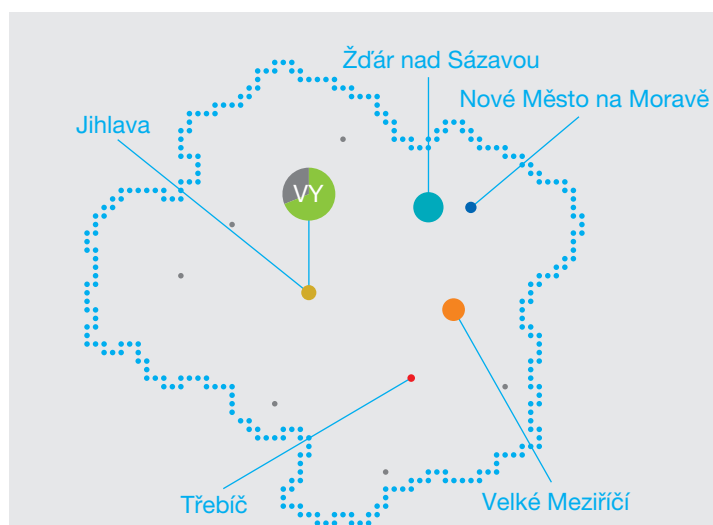 Žďár nad Sázavou
Nové Město na Moravě
Jihlava
VY
Třebíč
Velké Meziříčí